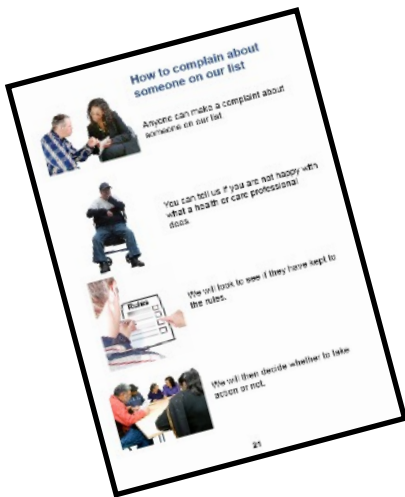 How to complain about
someone on our list
Anyone can make a complaint about
someone on our list.
You can tell us if you are not happy with
what a health or care professional
does.
Rules
We will look to see if they have kept to
the rules.
We will then decide whether to take
action or not.
21